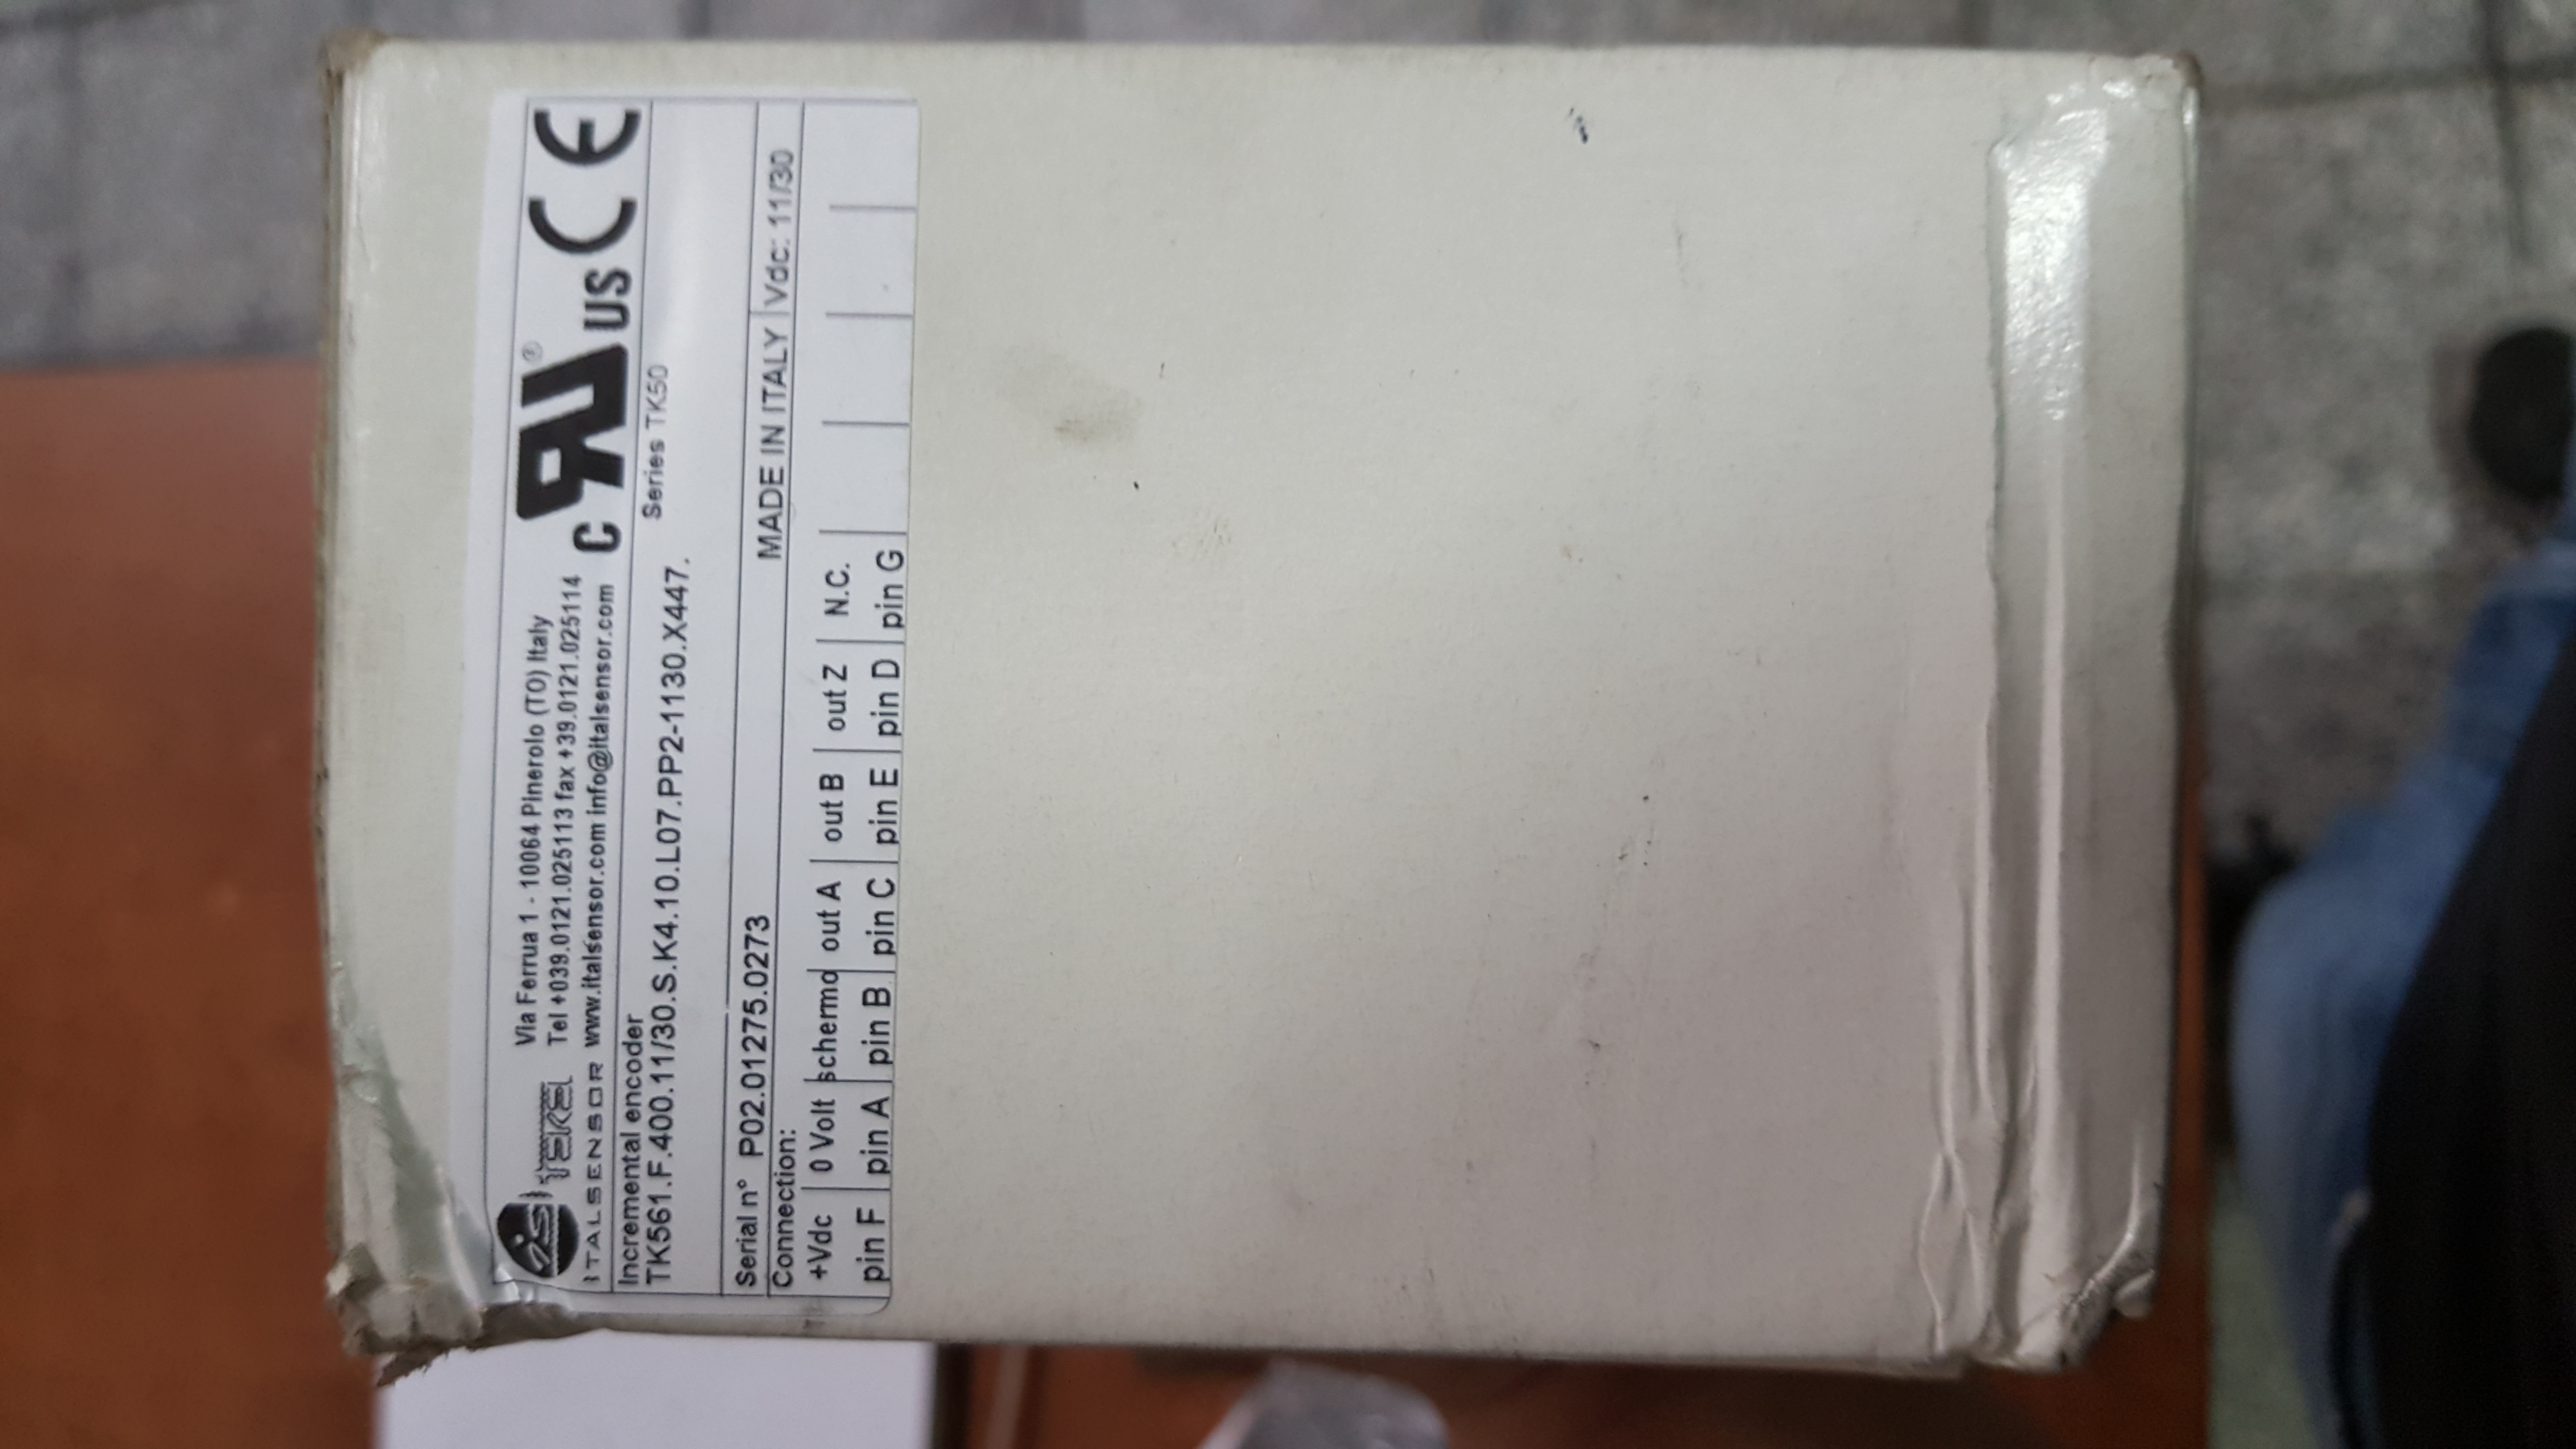 Via Ferrua 1 - 10064 Pinerolo (TO) Italy
TEKEL Tel +039.0121.025113 fax +39.0121.025114
ITALSENSOR www.italsensor.com info@italsensor.com
C RU ® US CE
Incremental encoder
Series TK50
TK561.F.400.11/30.S.K4.10.L07.PP2-1130.X447.
Serial n° P02.01275.0273
MADE IN ITALY Vdc: 11/30
Connection:
+Vdc 0 Volt schermo out A out B out Z N.C.
pin F pin A pin B pin C pin E pin D pin G